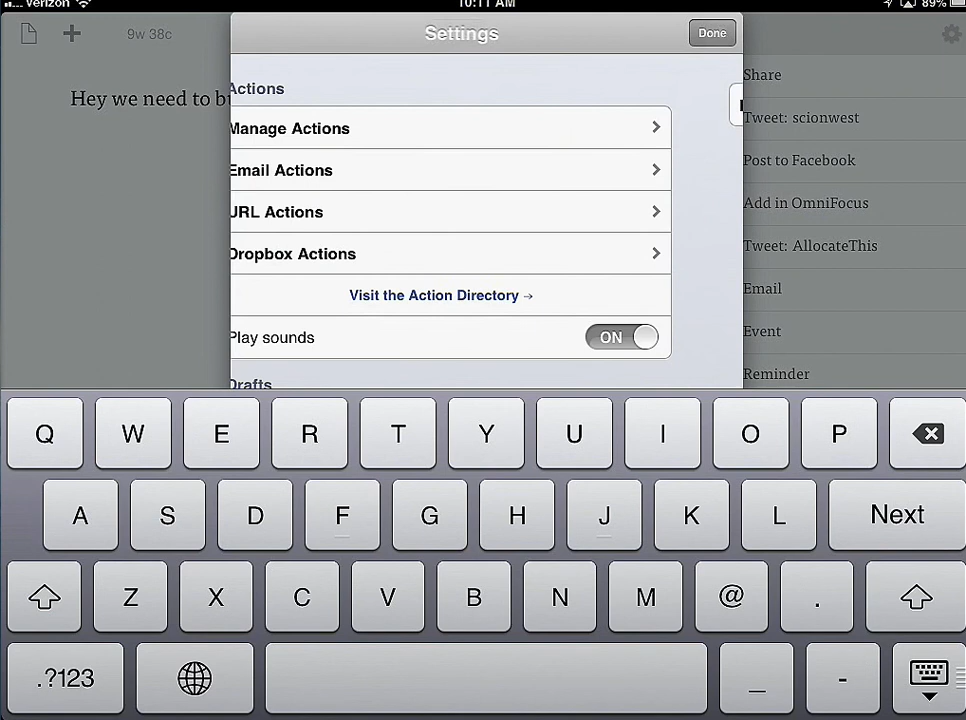 Verizon 10:11 AM 89%
9w 38c Settings Done
Hey we need to
Actions
Manage Actions
Email Actions
URL Actions
Dropbox Actions
Visit the Action Directory →
Play sounds ON
Drafts
Share
Tweet: scionwest
Post to Facebook
Add in OmniFocus
Tweet: AllocateThis
Email
Event
Reminder
Q W E R T Y U I O P
A S D F G H J K L Next
Z X C V B N M @ .
.?123 _ -